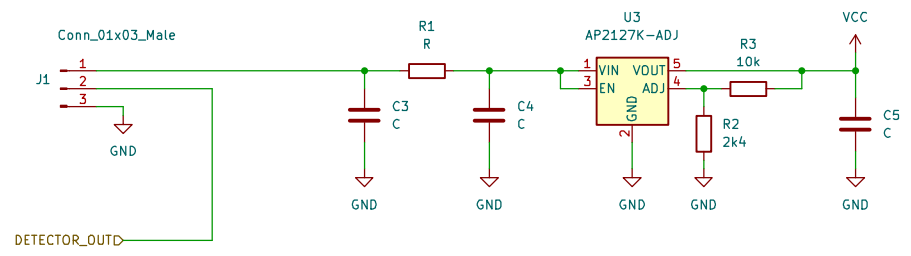 Conn_01x03_Male
J1
1
2
3
GND
DETECTOR_OUT
R1
R
C3
C
GND
C4
C
GND
U3
AP2127K-ADJ
1
VIN
VOUT
5
3
EN
ADJ
4
GND
2
GND
R3
10k
R2
2k4
GND
VCC
C5
C
GND